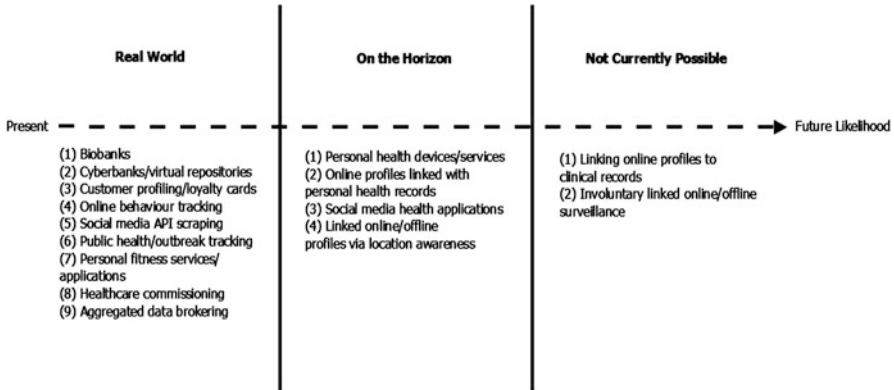 Real World
On the Horizon
Not Currently Possible
Present
Future Likelihood
(1) Biobanks
(2) Cyberbanks/virtual repositories
(3) Customer profiling/loyalty cards
(4) Online behaviour tracking
(5) Social media API scraping
(6) Public health/outbreak tracking
(7) Personal fitness services/
applications
(8) Healthcare commissioning
(9) Aggregated data brokering
(1) Personal health devices/services
(2) Online profiles linked with
personal health records
(3) Social media health applications
(4) Linked online/offline
profiles via location awareness
(1) Linking online profiles to
clinical records
(2) Involuntary linked online/offline
surveillance